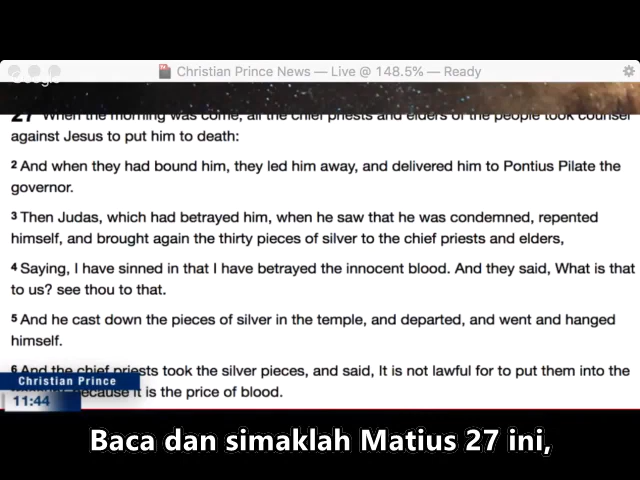 Christian Prince News — Live @ 148.5% — Ready
Google
27 When the morning was come, all the chief priests and elders of the people took counsel
against Jesus to put him to death:
2 And when they had bound him, they led him away, and delivered him to Pontius Pilate the
governor.
3 Then Judas, which had betrayed him, when he saw that he was condemned, repented
himself, and brought again the thirty pieces of silver to the chief priests and elders,
4 Saying, I have sinned in that I have betrayed the innocent blood. And they said, What is that
to us? see thou to that.
5 And he cast down the pieces of silver in the temple, and departed, and went and hanged
himself.
6 And the chief priests took the silver pieces, and said, It is not lawful for to put them into the
because it is the price of blood.
Christian Prince
11:44
Baca dan simaklah Matius 27 ini,